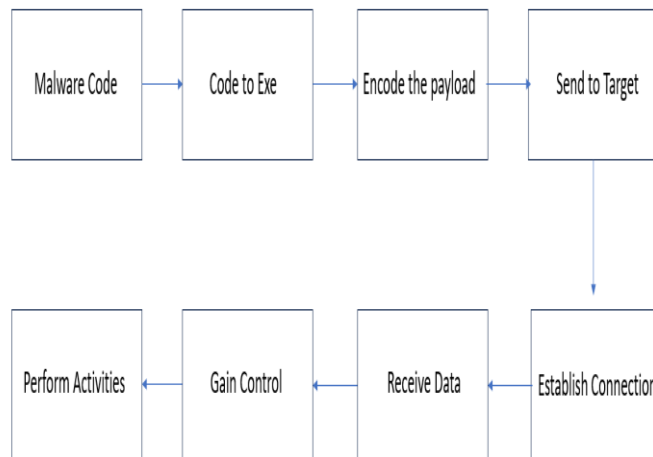 Malware Code
Code to Exe
Encode the payload
Send to Target
Establish Connection
Receive Data
Gain Control
Perform Activities